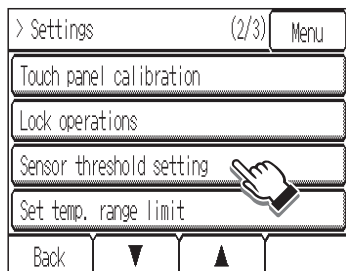 > Settings (2/3) Menu
Touch panel calibration
Lock operations
Sensor threshold setting
Set temp. range limit
Back ▼ ▲